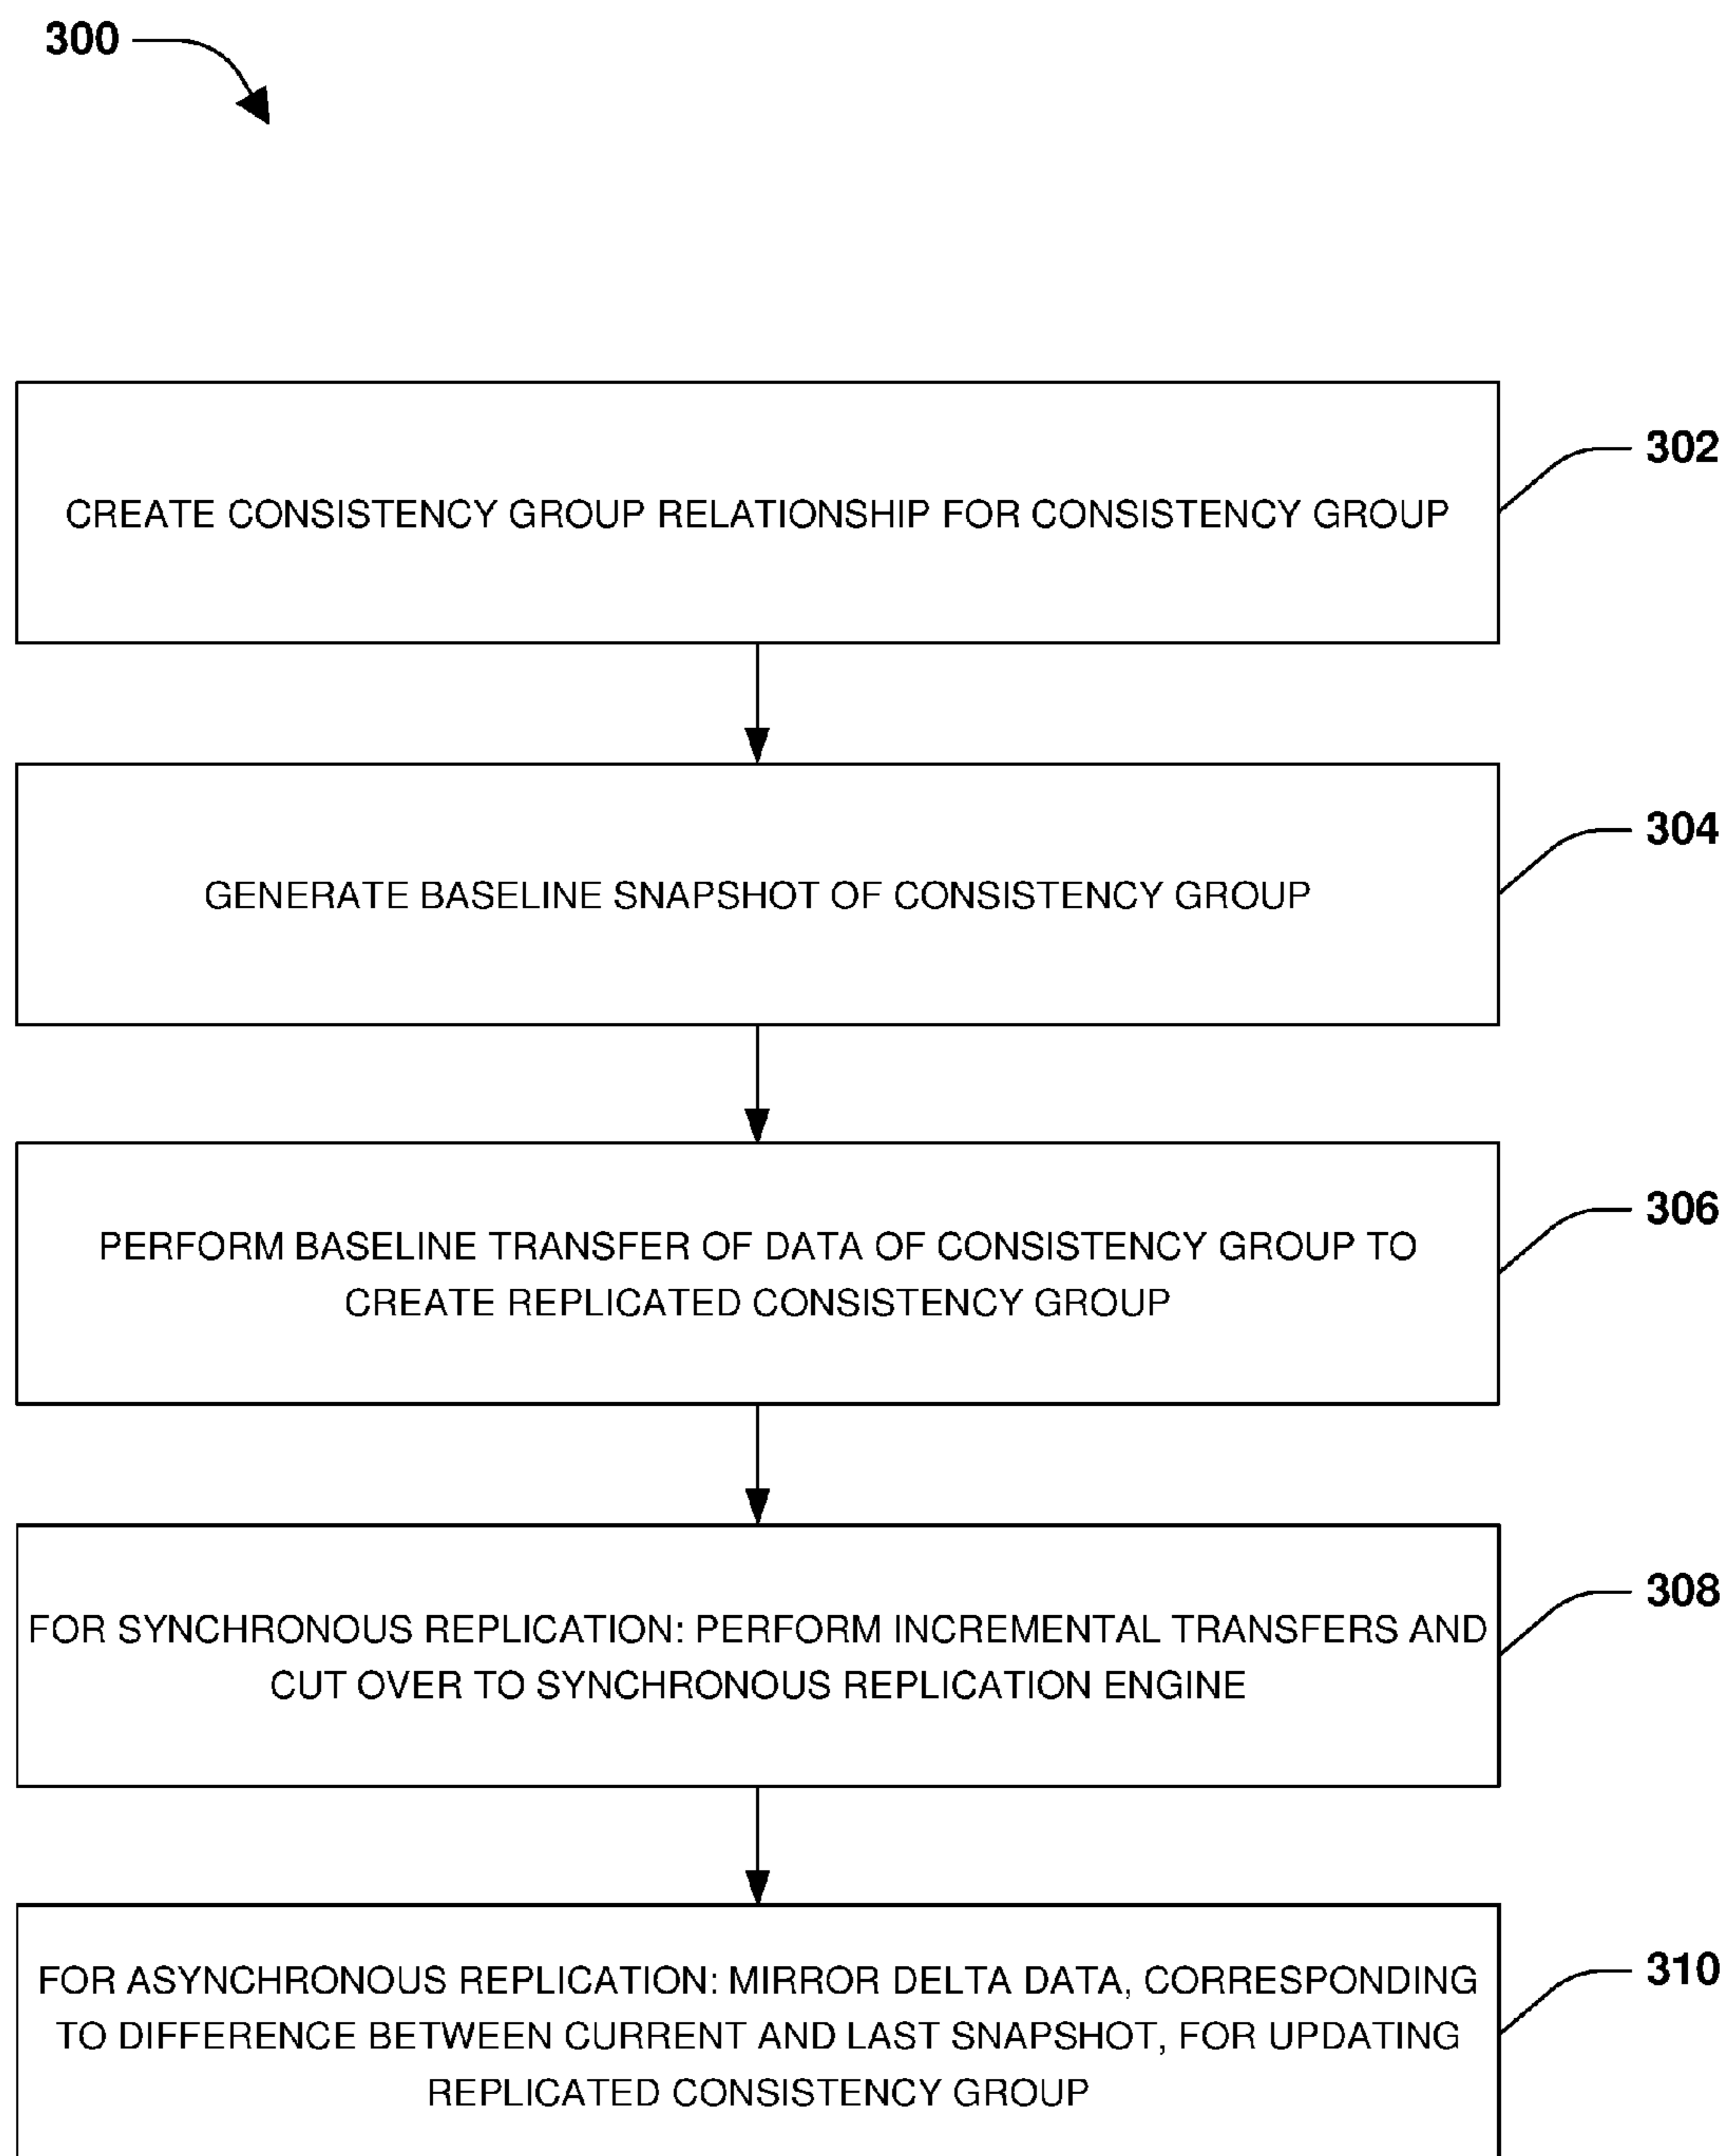 300
302
CREATE CONSISTENCY GROUP RELATIONSHIP FOR CONSISTENCY GROUP
304
GENERATE BASELINE SNAPSHOT OF CONSISTENCY GROUP
306
PERFORM BASELINE TRANSFER OF DATA OF CONSISTENCY GROUP TO
CREATE REPLICATED CONSISTENCY GROUP
308
FOR SYNCHRONOUS REPLICATION: PERFORM INCREMENTAL TRANSFERS AND
CUT OVER TO SYNCHRONOUS REPLICATION ENGINE
310
FOR ASYNCHRONOUS REPLICATION: MIRROR DELTA DATA, CORRESPONDING
TO DIFFERENCE BETWEEN CURRENT AND LAST SNAPSHOT, FOR UPDATING
REPLICATED CONSISTENCY GROUP